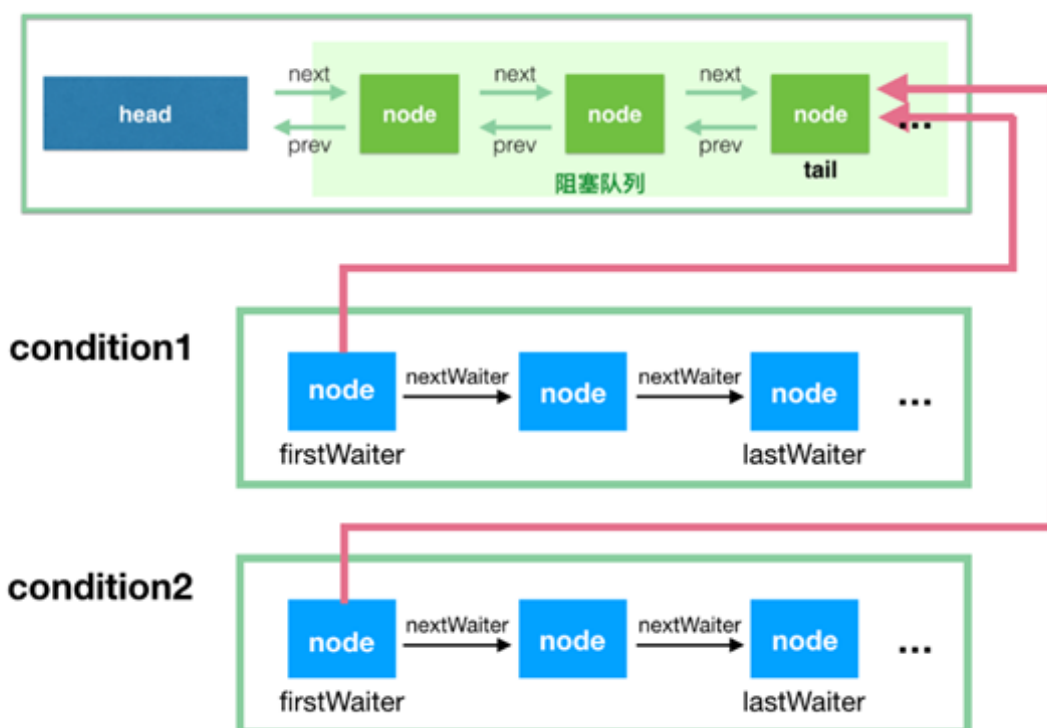 next next next
head node node node ...
prev prev prev
tail
阻塞队列
condition1
node nextWaiter node nextWaiter node ...
firstWaiter lastWaiter
condition2
node nextWaiter node nextWaiter node ...
firstWaiter lastWaiter